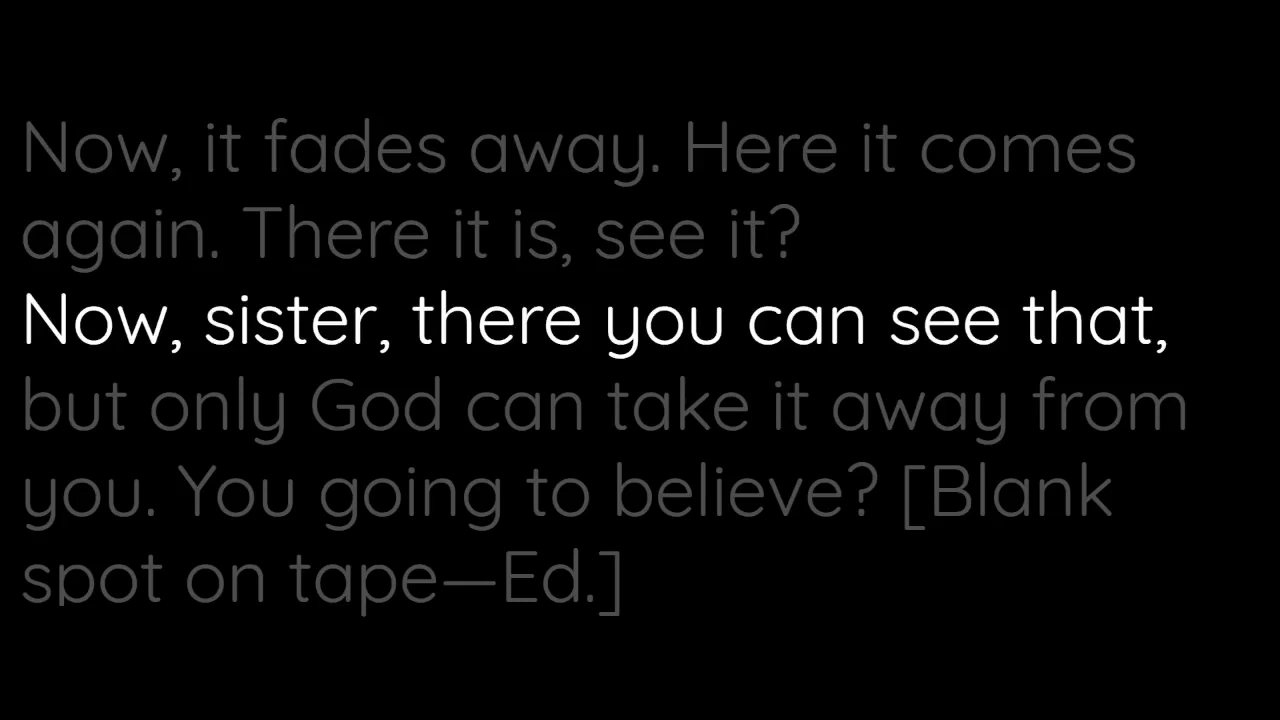 Now, it fades away. Here it comes
again. There it is, see it?
Now, sister, there you can see that,
but only God can take it away from
you. You going to believe? [Blank
spot on tape—Ed.]